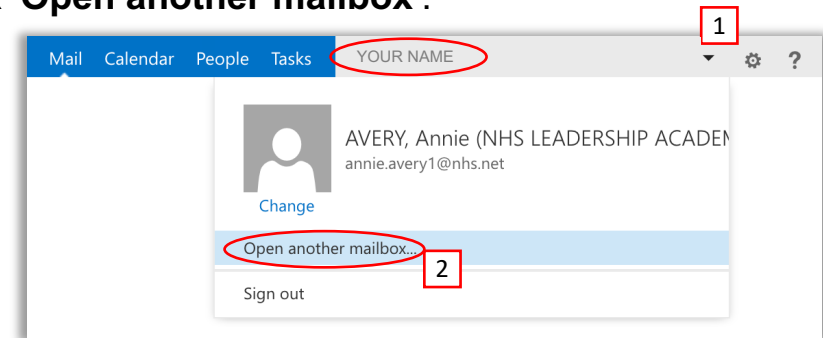 Open another mailbox .
1
Mail Calendar People Tasks YOUR NAME ?
AVERY, Annie (NHS LEADERSHIP
annie.avery1@nhs.net
Change
Open another mailbox...
2
Sign out